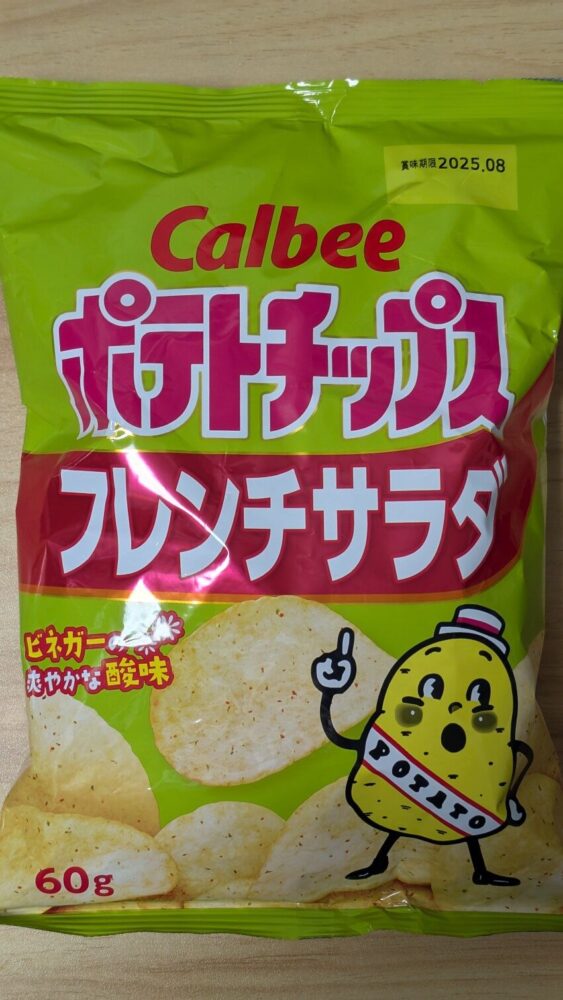 賞味期限2025.08
Calbee
ポテトチップス
フレンチサラダ
ビネガーの
爽やかな酸味
POTATO
60g